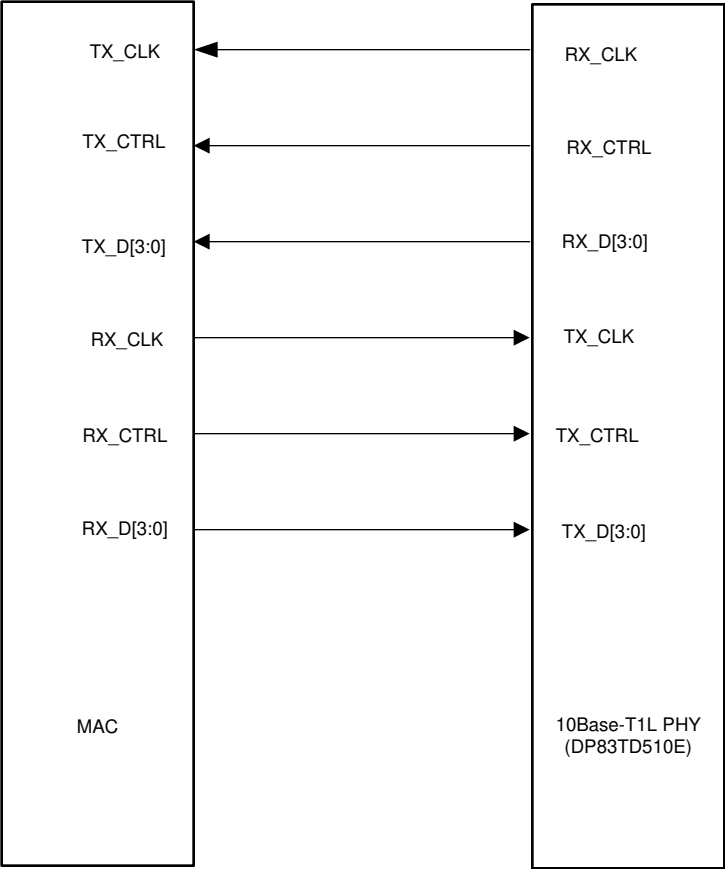 TX_CLK
RX_CLK
TX_CTRL
RX_CTRL
TX_D[3:0]
RX_D[3:0]
RX_CLK
TX_CLK
RX_CTRL
TX_CTRL
RX_D[3:0]
TX_D[3:0]
MAC
10Base-T1L PHY
(DP83TD510E)